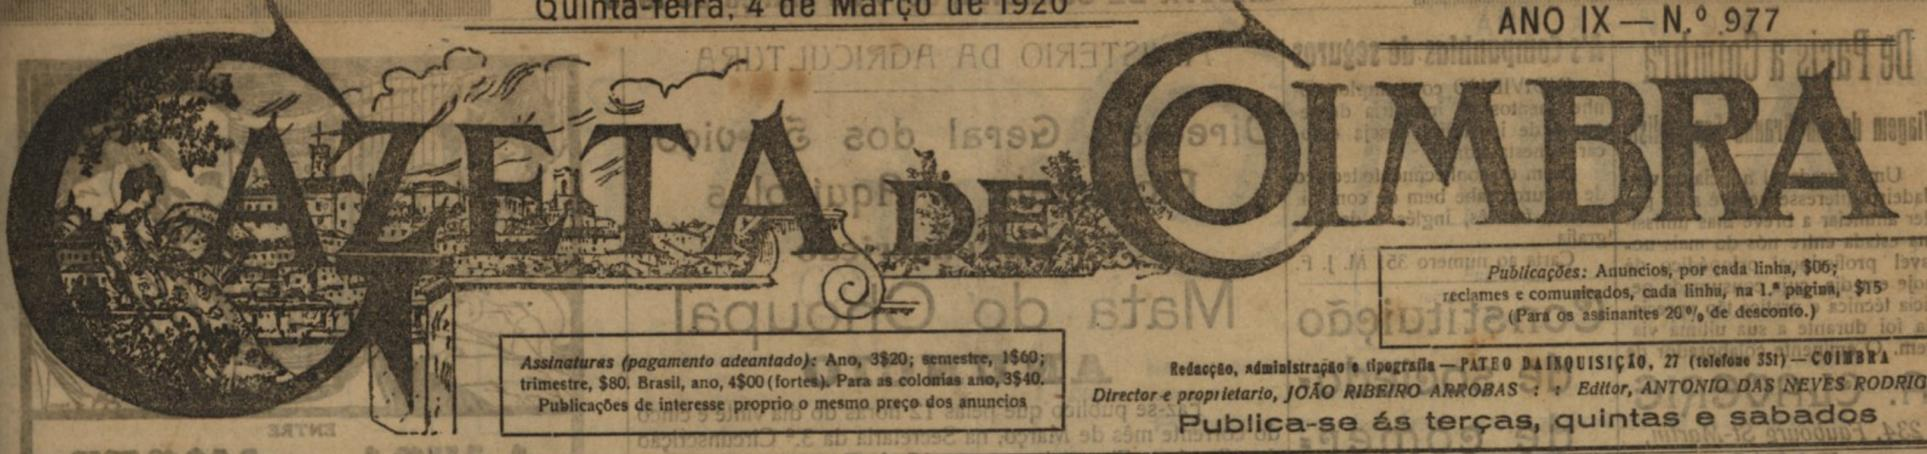 Quinta-feira, 4 de Março de 1920
ANO IX — N.º 977
GAZETA DE COIMBRA
Publicações: Anuncios, por cada linha, $06;
reclames e comunicados, cada linha, na 1.ª pagina, $15
(Para os assinantes 20% de desconto.)
Assinaturas (pagamento adeantado): Ano, 3$20; semestre, 1$60;
trimestre, $80. Brasil, ano, 4$00 (fortes). Para as colonias ano, 3$40.
Publicações de interesse proprio o mesmo preço dos anuncios
Redacção, administração e tipografia — PATEO DA INQUISIÇÃO, 27 (telefone 351) — COIMBRA
Director e proprietario, JOÃO RIBEIRO ARROBAS : : Editor, ANTONIO DAS NEVES RODRIG
Publica-se ás terças, quintas e sabados